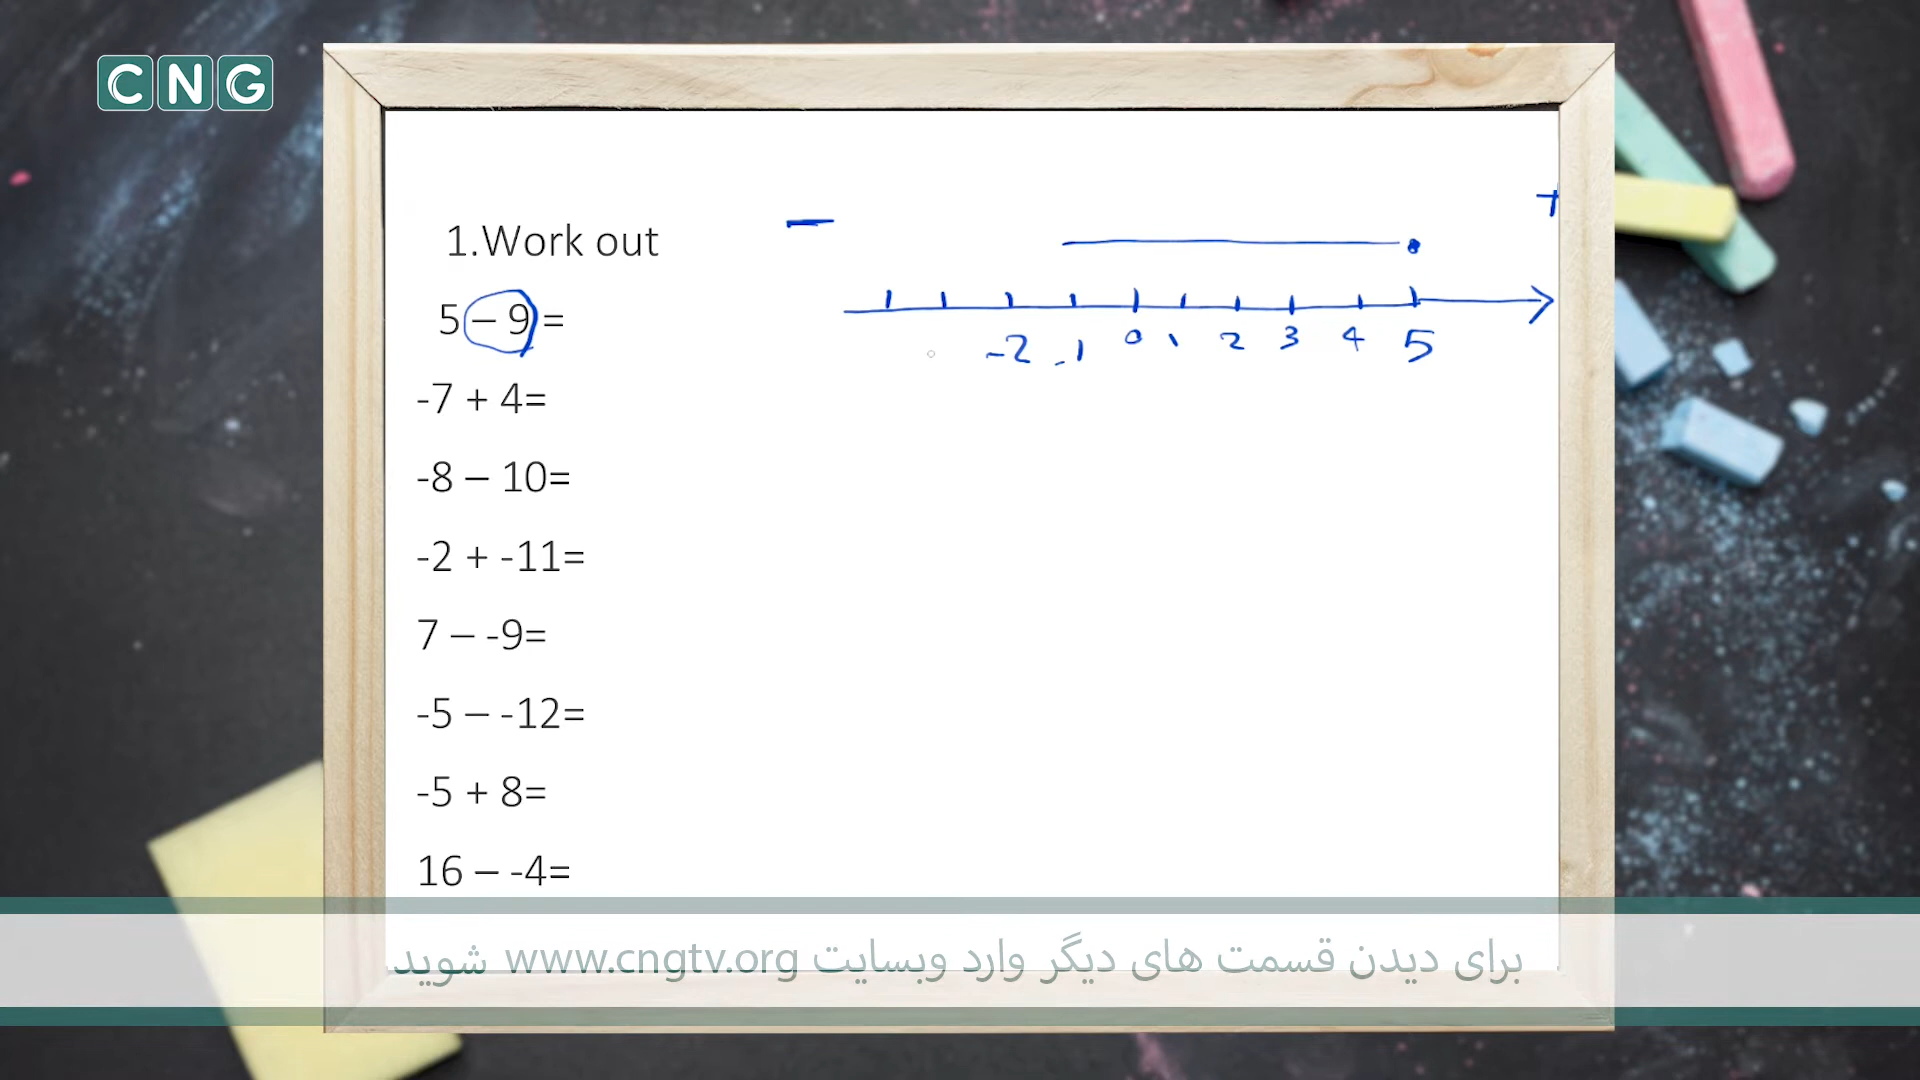 CNG
1.Work out
5 – 9 =
-7 + 4=
-8 – 10=
-2 + -11=
7 – -9=
-5 – -12=
-5 + 8=
16 – -4=
– +
-2 -1 0 1 2 3 4 5
برای دیدن قسمت های دیگر وارد وبسایت www.cngtv.org شوید.